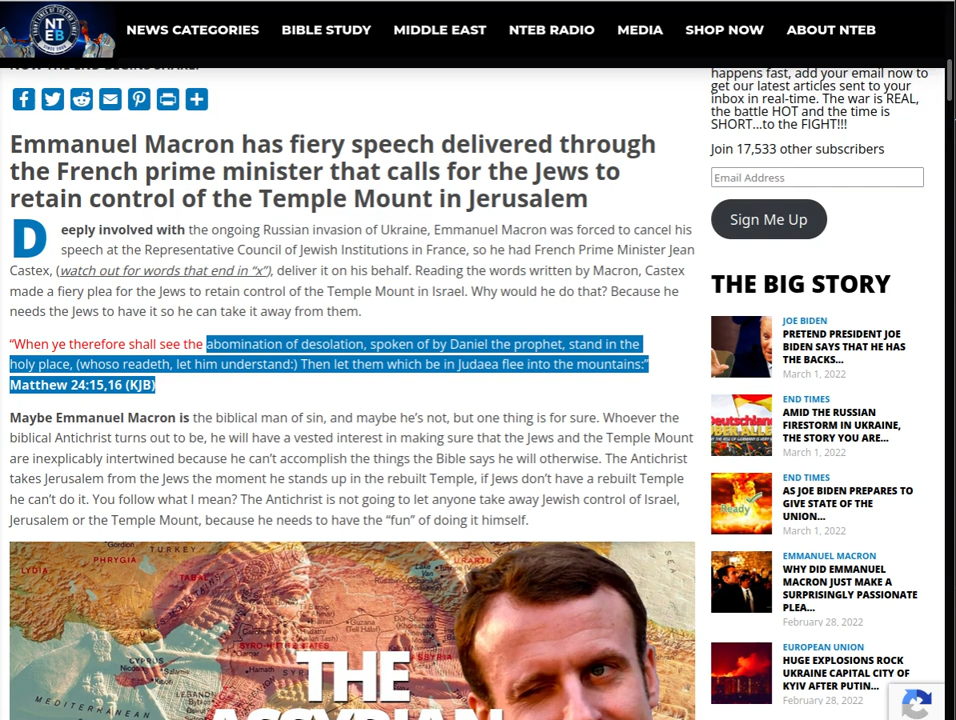 NT
EB
NEWS CATEGORIES BIBLE STUDY MIDDLE EAST NTEB RADIO MEDIA SHOP NOW ABOUT NTEB
Emmanuel Macron has fiery speech delivered through
the French prime minister that calls for the Jews to
retain control of the Temple Mount in Jerusalem
Deeply involved with the ongoing Russian invasion of Ukraine, Emmanuel Macron was forced to cancel his
speech at the Representative Council of Jewish Institutions in France, so he had French Prime Minister Jean
Castex, (watch out for words that end in “x”), deliver it on his behalf. Reading the words written by Macron, Castex
made a fiery plea for the Jews to retain control of the Temple Mount in Israel. Why would he do that? Because he
needs the Jews to have it so he can take it away from them.
“When ye therefore shall see the abomination of desolation, spoken of by Daniel the prophet, stand in the
holy place, (whoso readeth, let him understand:) Then let them which be in Judaea flee into the mountains:”
Matthew 24:15,16 (KJB)
Maybe Emmanuel Macron is the biblical man of sin, and maybe he’s not, but one thing is for sure. Whoever the
biblical Antichrist turns out to be, he will have a vested interest in making sure that the Jews and the Temple Mount
are inexplicably intertwined because he can’t accomplish the things the Bible says he will otherwise. The Antichrist
takes Jerusalem from the Jews the moment he stands up in the rebuilt Temple, if Jews don’t have a rebuilt Temple
he can’t do it. You follow what I mean? The Antichrist is not going to let anyone take away Jewish control of Israel,
Jerusalem or the Temple Mount, because he needs to have the “fun” of doing it himself.
Gordion
TURKEY
PHRYGIA
LYDIA
TABAL
URARTU
SYRO-HITTITE STATES
Hamath
CYPRUS
ASSYRIA
MEDITERRANEAN
THE
ASSYRIAN
happens fast, add your email now to
get our latest articles sent to your
inbox in real-time. The war is REAL,
the battle HOT and the time is
SHORT...to the FIGHT!!!
Join 17,533 other subscribers
Email Address
Sign Me Up
THE BIG STORY
JOE BIDEN
PRETEND PRESIDENT JOE
BIDEN SAYS THAT HE HAS
THE BACKS...
March 1, 2022
END TIMES
AMID THE RUSSIAN
FIRESTORM IN UKRAINE,
THE STORY YOU ARE...
March 1, 2022
END TIMES
AS JOE BIDEN PREPARES TO
GIVE STATE OF THE
UNION...
March 1, 2022
Ready
EMMANUEL MACRON
WHY DID EMMANUEL
MACRON JUST MAKE A
SURPRISINGLY PASSIONATE
PLEA...
February 28, 2022
EUROPEAN UNION
HUGE EXPLOSIONS ROCK
UKRAINE CAPITAL CITY OF
KYIV AFTER PUTIN...
February 28, 2022